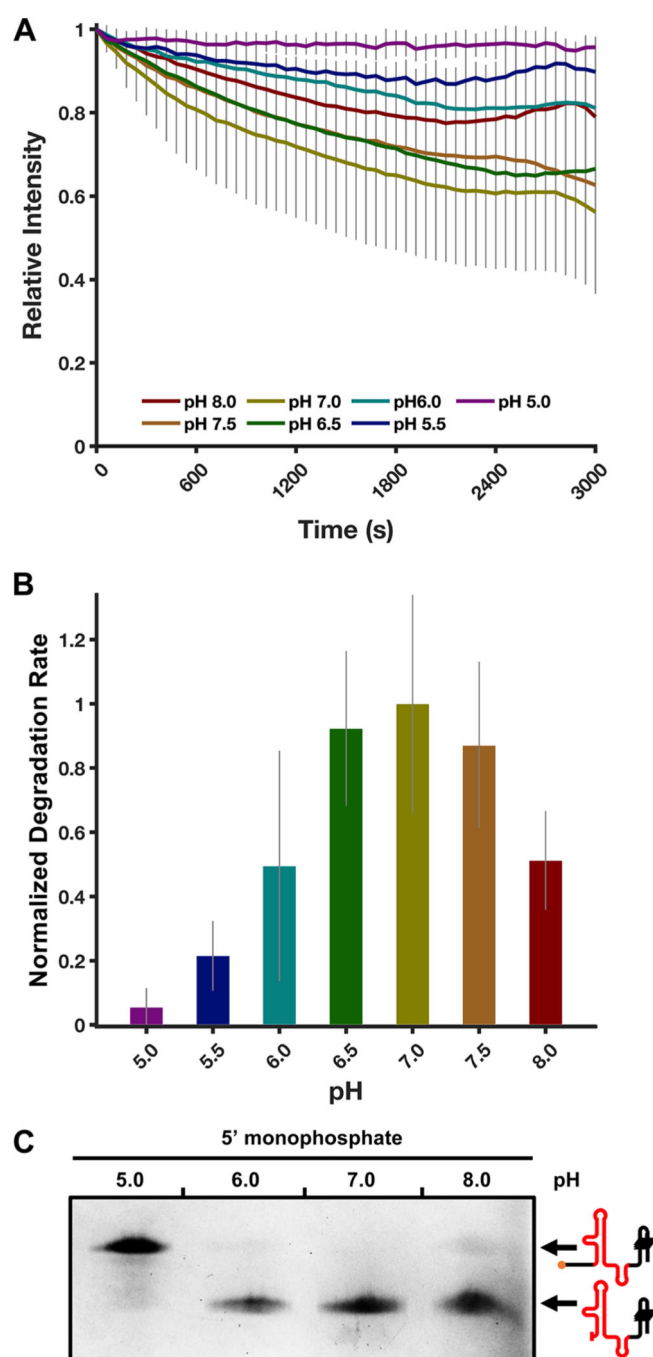 A
1
0.8
0.6
0.4
0.2
0
Relative Intensity
pH 8.0 pH 7.0 pH6.0 pH 5.0
pH 7.5 pH 6.5 pH 5.5
0 600 1200 1800 2400 3000
Time (s)
B
1.2
1
0.8
0.6
0.4
0.2
0
Normalized Degradation Rate
5.0 5.5 6.0 6.5 7.0 7.5 8.0
pH
C
5' monophosphate
5.0 6.0 7.0 8.0 pH